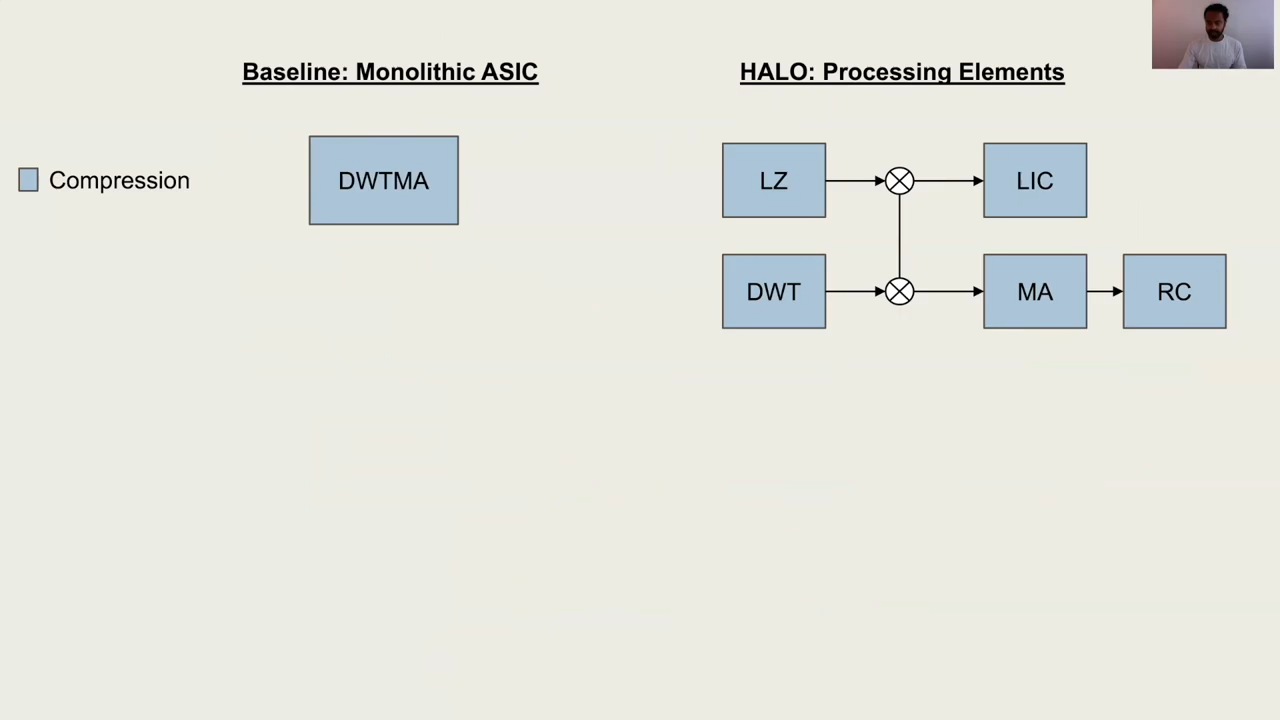 Baseline: Monolithic ASIC
HALO: Processing Elements
Compression
DWTMA
LZ
LIC
DWT
MA
RC